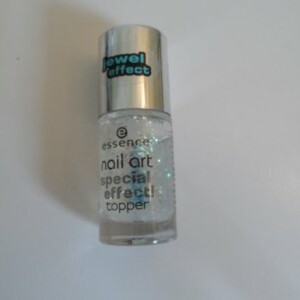 jewel
effect
e
essence
nail art
special
effect!
topper